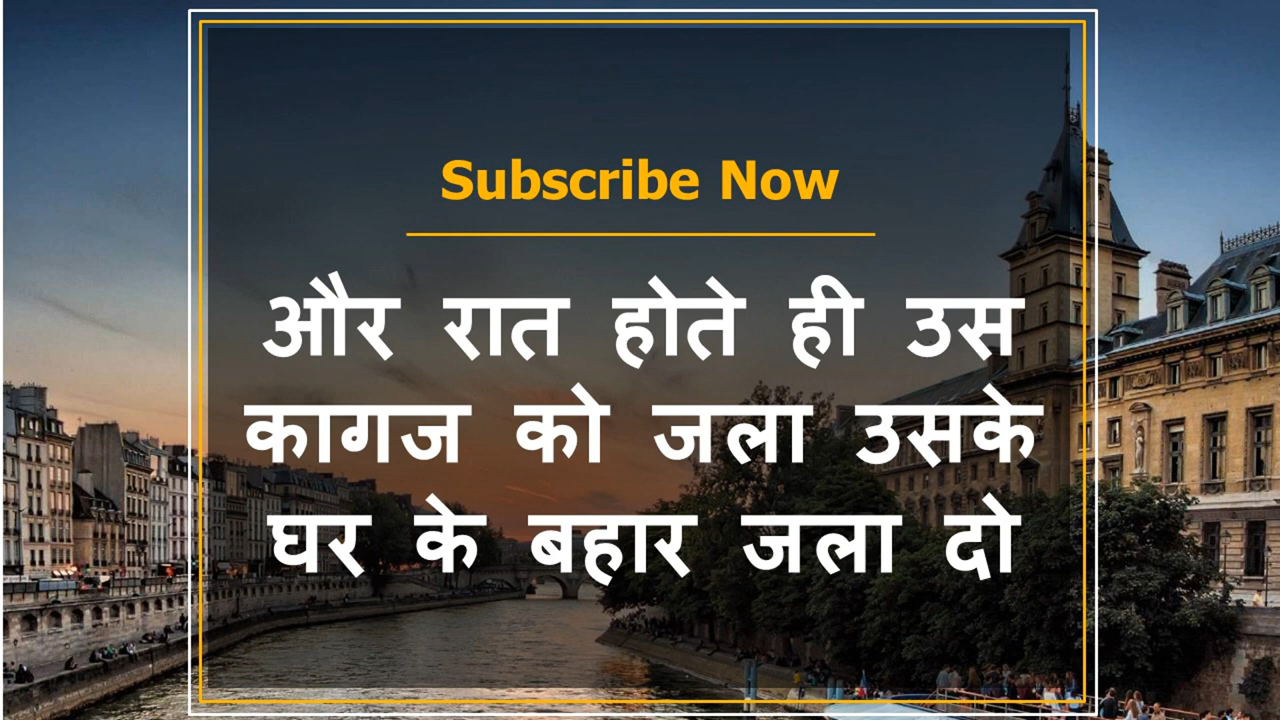 Subscribe Now
और रात होते ही उस
कागज को जला उसके
घर के बहार जला दो